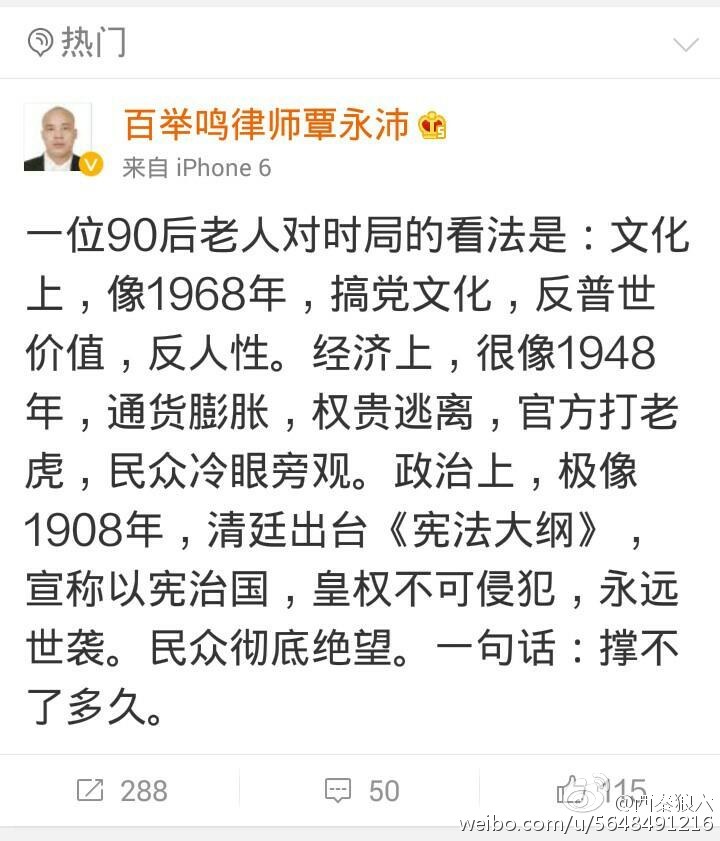 热门
百举鸣律师覃永沛
来自 iPhone 6
一位90后老人对时局的看法是：文化
上，像1968年，搞党文化，反普世
价值，反人性。经济上，很像1948
年，通货膨胀，权贵逃离，官方打老
虎，民众冷眼旁观。政治上，极像
1908年，清廷出台《宪法大纲》，
宣称以宪治国，皇权不可侵犯，永远
世袭。民众彻底绝望。一句话：撑不
了多久。
288
50
115
@西秦狼六
weibo.com/u/5648491216